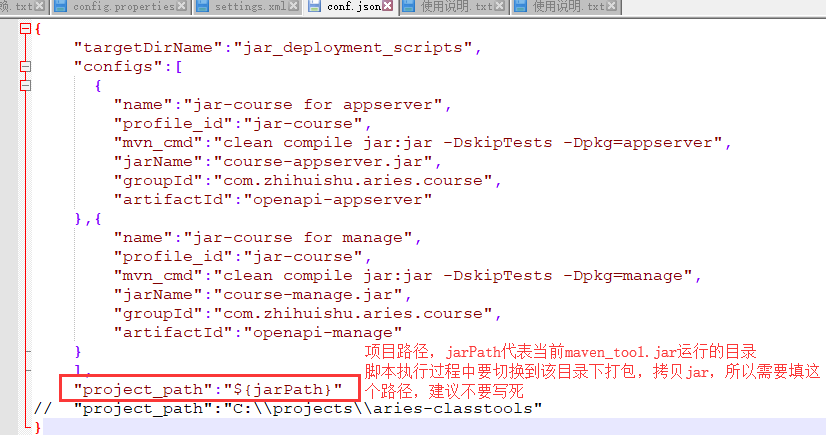 赖.txt config.properties settings.xml conf.json 使用说明.txt 使用说明.txt
{
"targetDirName":"jar_deployment_scripts",
"configs":[
{
"name":"jar-course for appserver",
"profile_id":"jar-course",
"mvn_cmd":"clean compile jar:jar -DskipTests -Dpkg=appserver",
"jarName":"course-appserver.jar",
"groupId":"com.zhihuishu.aries.course",
"artifactId":"openapi-appserver"
},{
"name":"jar-course for manage",
"profile_id":"jar-course",
"mvn_cmd":"clean compile jar:jar -DskipTests -Dpkg=manage",
"jarName":"course-manage.jar",
"groupId":"com.zhihuishu.aries.course",
"artifactId":"openapi-manage"
}
项目路径，jarPath代表当前maven_tool.jar运行的目录
脚本执行过程中要切换到该目录下打包，拷贝jar，所以需要填这
个路径，建议不要写死
],
"project_path":"${jarPath}"
// "project_path":"C:\\projects\\aries-classtools"
}